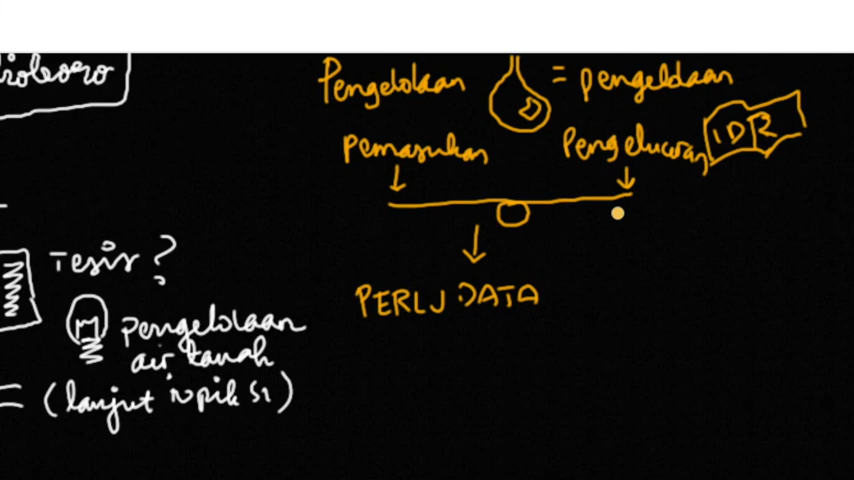 Pengelolaan = pengeldaan
Pemasukan Pengeluaran IDR
PERLU DATA
Tesis?
pengelolaan
air tanah
= (lanjut topik S1)